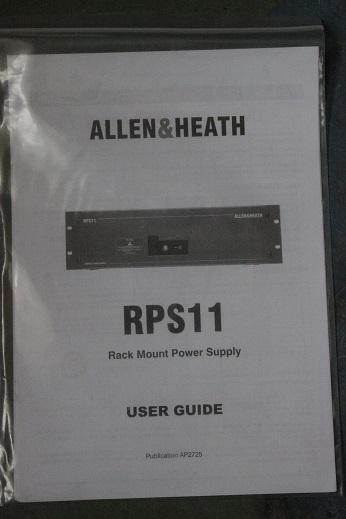 ALLEN&HEATH
RPS11
ALLEN&HEATH
RPS11
Rack Mount Power Supply
USER GUIDE
Publication AP2725